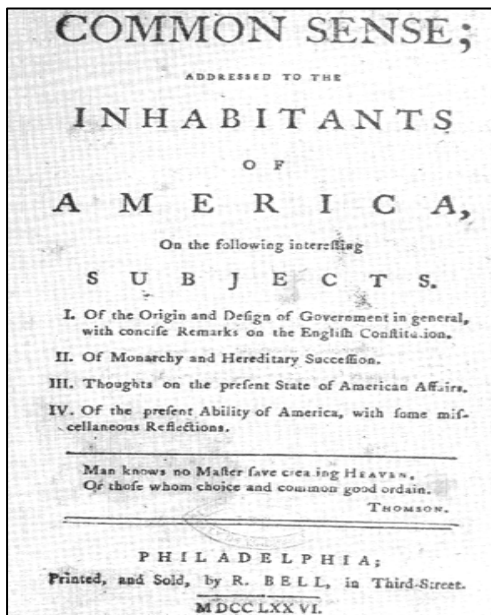 COMMON SENSE;
ADDRESSED TO THE
INHABITANTS
OF
AMERICA,
On the following intereſting
SUBJECTS.
I. Of the Origin and Deſign of Government in general,
with conciſe Remarks on the Engliſh Conſtitution.
II. Of Monarchy and Hereditary Succeſſion.
III. Thoughts on the preſent State of American Affairs.
IV. Of the preſent Ability of America, with ſome miſ-
cellaneous Reflections.
Man knows no Maſter ſave creating HEAVEN,
Or thoſe whom choice and common good ordain.
THOMSON.
PHILADELPHIA;
Printed, and Sold, by R. BELL, in Third-Street.
MDCCLXXVI.